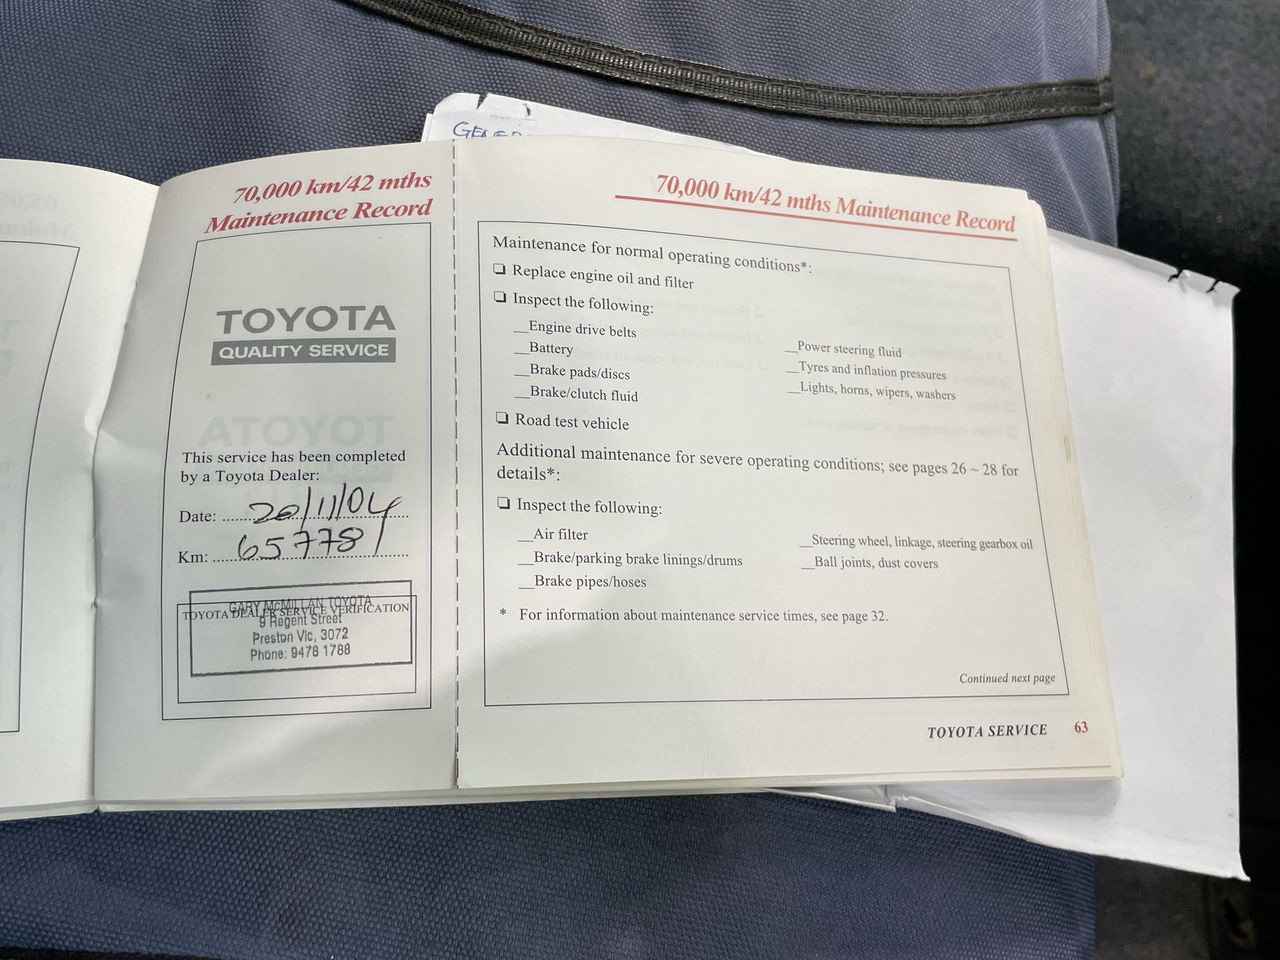 GENER
70,000 km/42 mths
Maintenance Record
TOYOTA
QUALITY SERVICE
This service has been completed
by a Toyota Dealer:
Date:
/11/04
Km: 65778
TOYOTA DEALER SERVICE VERIFICATION
GARY McMILLAN TOYOTA
9 Regent Street
Preston Vic, 3072
Phone: 9478 1788
70,000 km/42 mths Maintenance Record
Maintenance for normal operating conditions*:
❏ Replace engine oil and filter
❏ Inspect the following:
__Engine drive belts
__Battery
__Brake pads/discs
__Brake/clutch fluid
__Power steering fluid
__Tyres and inflation pressures
__Lights, horns, wipers, washers
❏ Road test vehicle
Additional maintenance for severe operating conditions; see pages 26 ~ 28 for
details*:
❏ Inspect the following:
__Air filter
__Brake/parking brake linings/drums
__Brake pipes/hoses
__Steering wheel, linkage, steering gearbox oil
__Ball joints, dust covers
* For information about maintenance service times, see page 32.
Continued next page
TOYOTA SERVICE 63